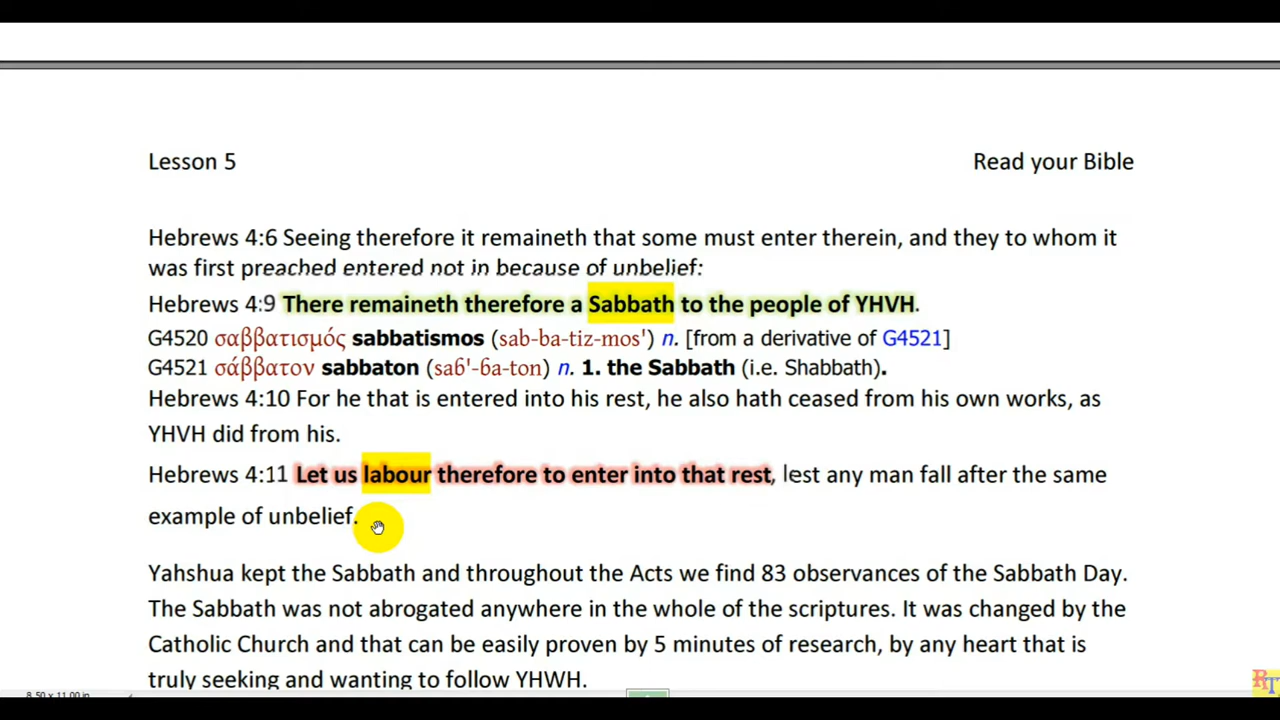 Lesson 5 Read your Bible
Hebrews 4:6 Seeing therefore it remaineth that some must enter therein, and they to whom it
was first preached entered not in because of unbelief:
Hebrews 4:9 There remaineth therefore a Sabbath to the people of YHVH.
G4520 σαββατισμός sabbatismos (sab-ba-tiz-mos') n. [from a derivative of G4521]
G4521 σάββατον sabbaton (sab'-ba-ton) n. 1. the Sabbath (i.e. Shabbath).
Hebrews 4:10 For he that is entered into his rest, he also hath ceased from his own works, as
YHVH did from his.
Hebrews 4:11 Let us labour therefore to enter into that rest, lest any man fall after the same
example of unbelief.
Yahshua kept the Sabbath and throughout the Acts we find 83 observances of the Sabbath Day.
The Sabbath was not abrogated anywhere in the whole of the scriptures. It was changed by the
Catholic Church and that can be easily proven by 5 minutes of research, by any heart that is
truly seeking and wanting to follow YHWH.
8.50 x 11.00 in
RT